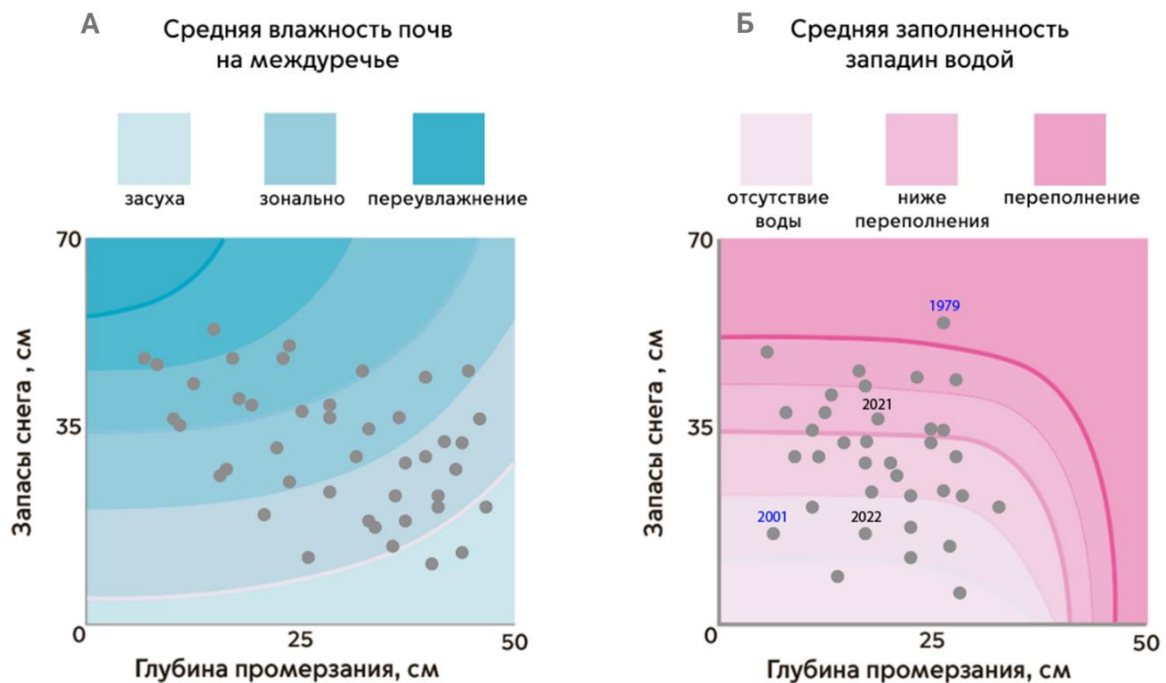 А
Средняя влажность почв
на междуречье
засуха
зонально
переувлажнение
70
35
0
25
50
Запасы снега , см
Глубина промерзания, см
Б
Средняя заполненность
западин водой
отсутствие
воды
ниже
переполнения
переполнение
70
35
0
25
50
1979
2021
2001
2022
Запасы снега , см
Глубина промерзания, см